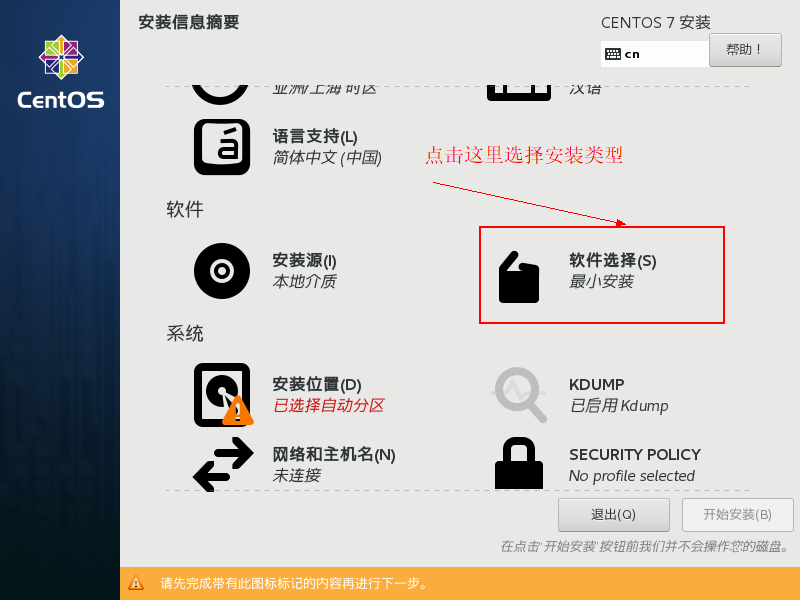 安装信息摘要
CENTOS 7 安装
cn
帮助！
CentOS
亚洲/上海 时区
汉语
语言支持(L)
简体中文 (中国)
点击这里选择安装类型
软件
安装源(I)
本地介质
软件选择(S)
最小安装
系统
安装位置(D)
已选择自动分区
KDUMP
已启用 Kdump
网络和主机名(N)
未连接
SECURITY POLICY
No profile selected
退出(Q)
开始安装(B)
在点击'开始安装'按钮前我们并不会操作您的磁盘。
请先完成带有此图标标记的内容再进行下一步。